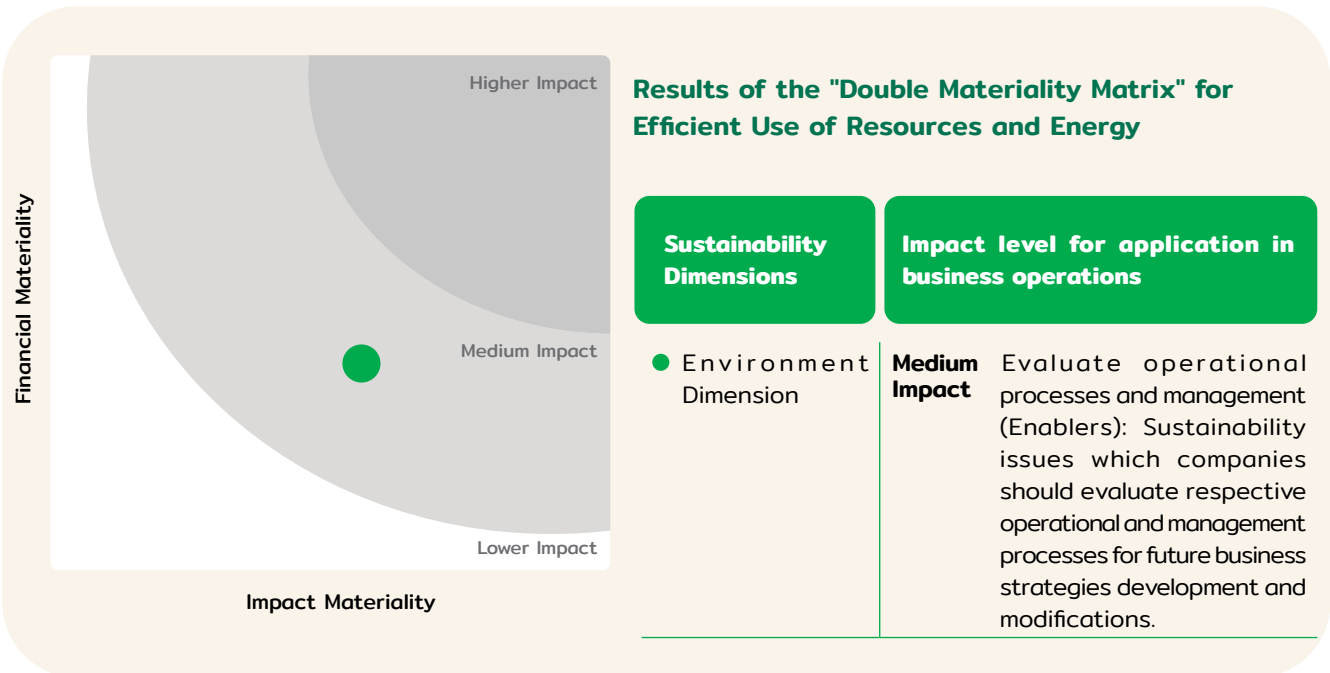 Financial Materiality
Higher Impact
Medium Impact
Lower Impact
Impact Materiality
Results of the "Double Materiality Matrix" for
Efficient Use of Resources and Energy
Sustainability
Dimensions
Impact level for application in
business operations
Environment
Dimension
Medium
Impact
Evaluate operational
processes and management
(Enablers): Sustainability
issues which companies
should evaluate respective
operational and management
processes for future business
strategies development and
modifications.